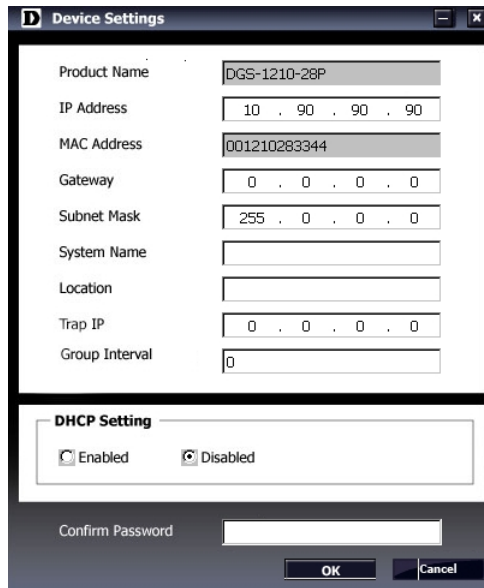 D Device Settings
Product Name DGS-1210-28P
IP Address 10 . 90 . 90 . 90
MAC Address 001210283344
Gateway 0 . 0 . 0 . 0
Subnet Mask 255 . 0 . 0 . 0
System Name
Location
Trap IP 0 . 0 . 0 . 0
Group Interval 0
DHCP Setting
Enabled Disabled
Confirm Password
OK Cancel